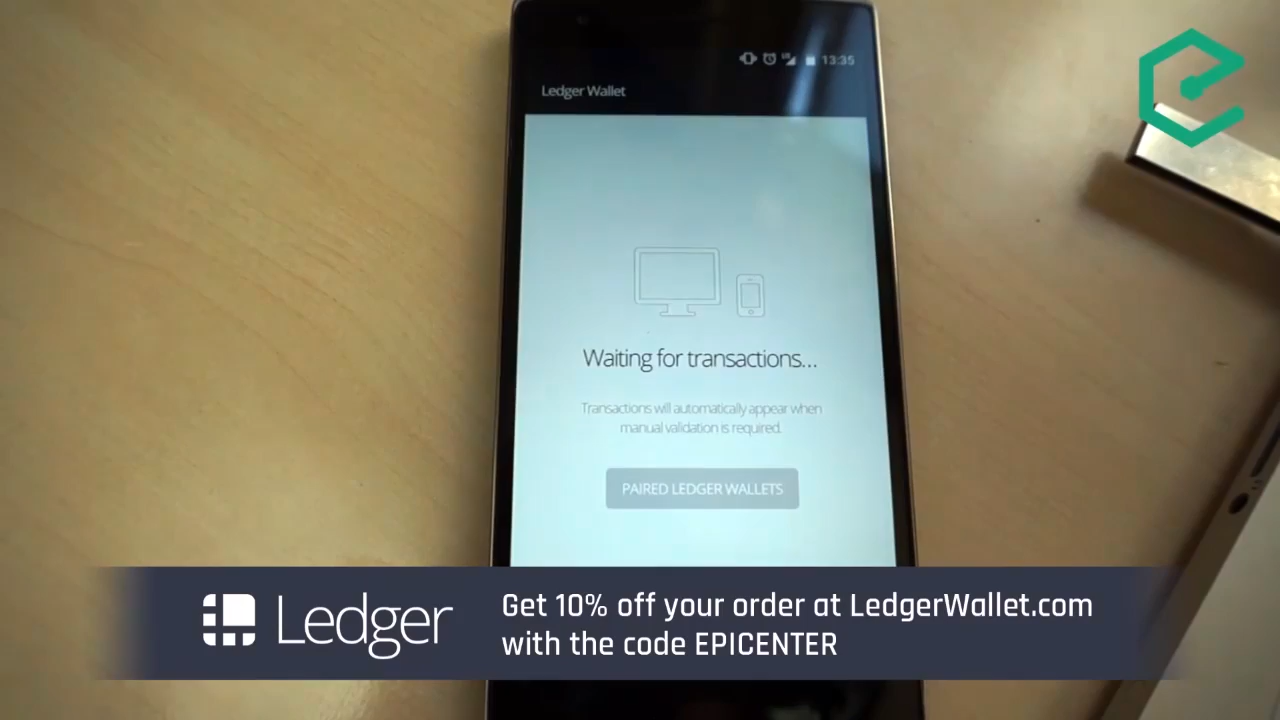 13:35
Ledger Wallet
Waiting for transactions...
Transactions will automatically appear when
manual validation is required.
PAIRED LEDGER WALLETS
Ledger
Get 10% off your order at LedgerWallet.com
with the code EPICENTER